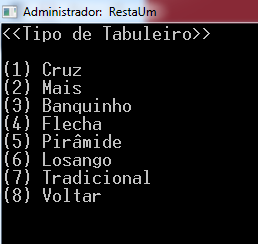 Administrador: RestaUm
<<Tipo de Tabuleiro>>
(1) Cruz
(2) Mais
(3) Banquinho
(4) Flecha
(5) Pirâmide
(6) Losango
(7) Tradicional
(8) Voltar